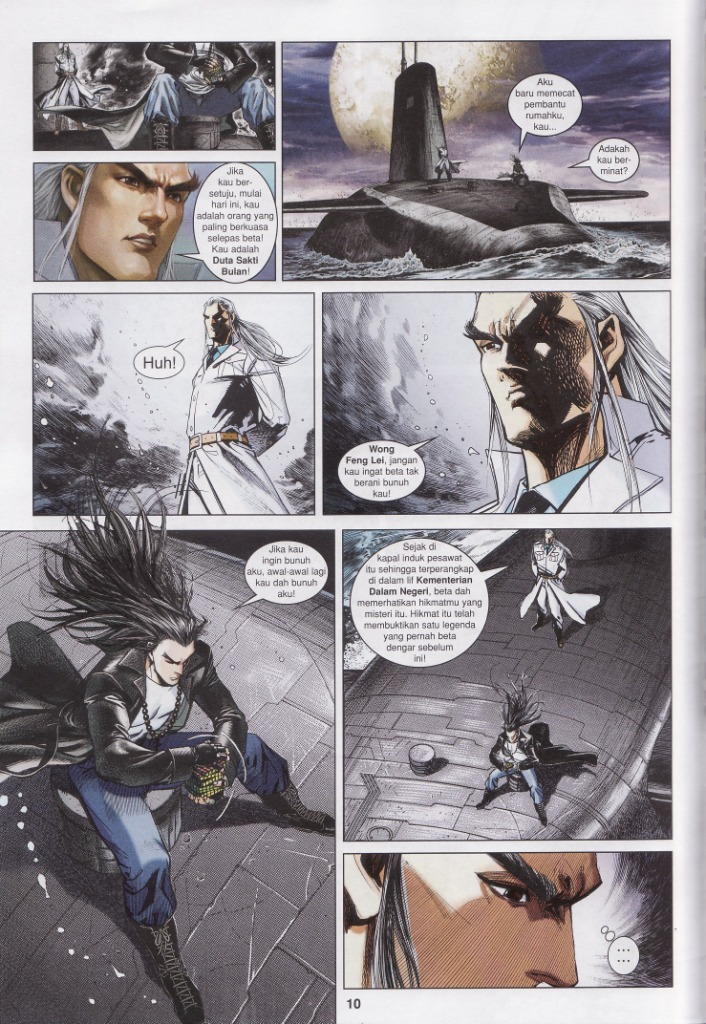 Aku
baru memecat
pembantu
rumahku,
kau...
Adakah
kau ber-
minat?
Jika
kau ber-
setuju, mulai
hari ini, kau
adalah orang yang
paling berkuasa
selepas beta!
Kau adalah
Duta Sakti
Bulan!
Huh!
Wong
Feng Lei, jangan
kau ingat beta tak
berani bunuh
kau!
Jika kau
ingin bunuh
aku, awal-awal lagi
kau dah bunuh
aku!
Sejak di
kapal induk pesawat
itu sehingga terperangkap
di dalam lif Kementerian
Dalam Negeri, beta dah
memerhatikan hikmatmu yang
misteri itu. Hikmat itu telah
membuktikan satu legenda
yang pernah beta
dengar sebelum
ini!
...
...
10